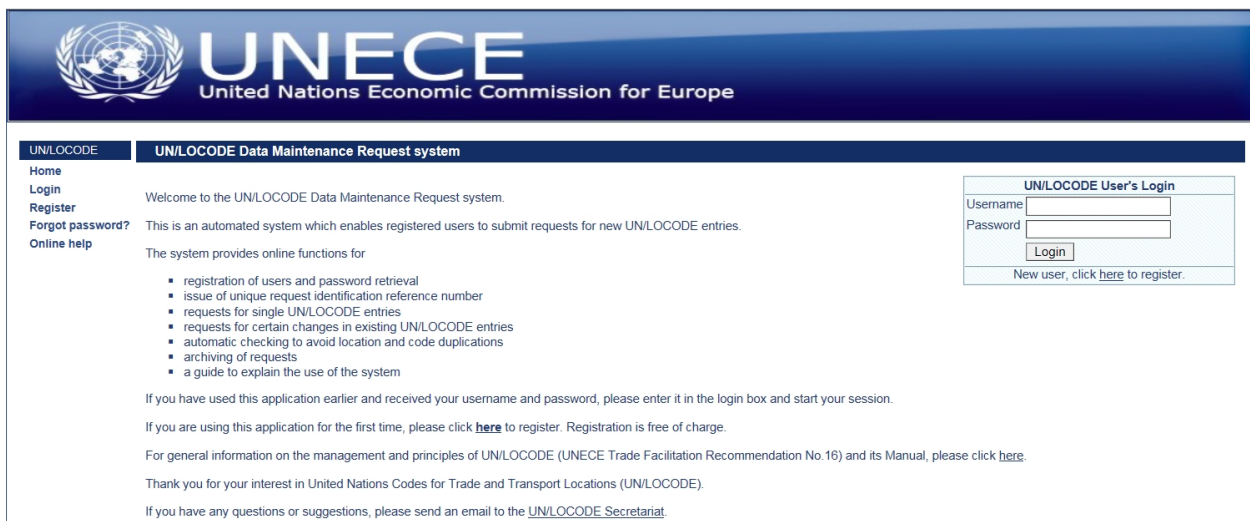 UNECE
United Nations Economic Commission for Europe
UN/LOCODE
Home
Login
Register
Forgot password?
Online help
UN/LOCODE Data Maintenance Request system
Welcome to the UN/LOCODE Data Maintenance Request system.
This is an automated system which enables registered users to submit requests for new UN/LOCODE entries.
The system provides online functions for
▪ registration of users and password retrieval
▪ issue of unique request identification reference number
▪ requests for single UN/LOCODE entries
▪ requests for certain changes in existing UN/LOCODE entries
▪ automatic checking to avoid location and code duplications
▪ archiving of requests
▪ a guide to explain the use of the system
If you have used this application earlier and received your username and password, please enter it in the login box and start your session.
If you are using this application for the first time, please click here to register. Registration is free of charge.
For general information on the management and principles of UN/LOCODE (UNECE Trade Facilitation Recommendation No.16) and its Manual, please click here.
Thank you for your interest in United Nations Codes for Trade and Transport Locations (UN/LOCODE).
If you have any questions or suggestions, please send an email to the UN/LOCODE Secretariat.
UN/LOCODE User's Login
Username
Password
Login
New user, click here to register.